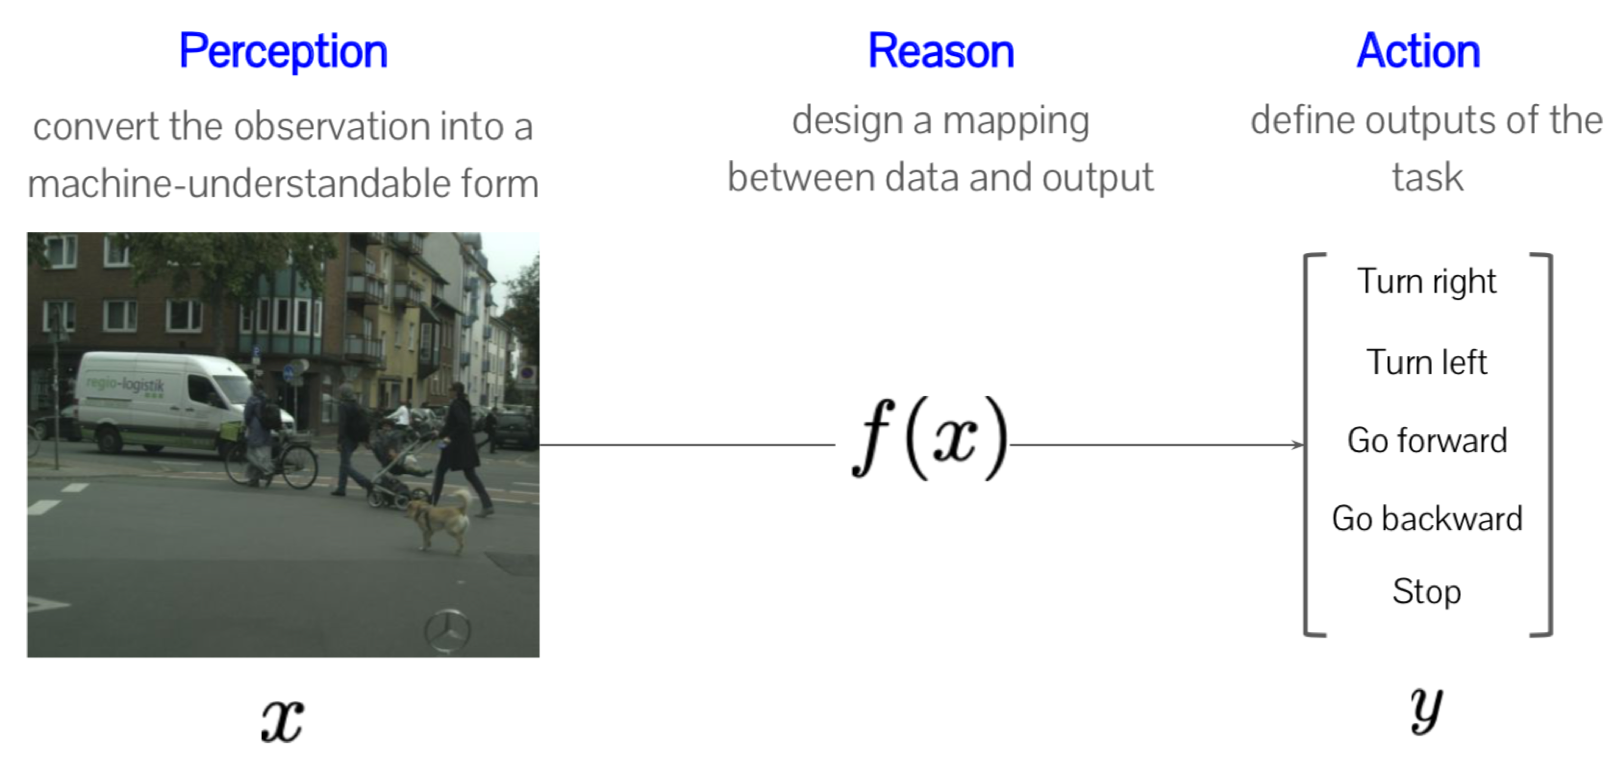 Perception
convert the observation into a
machine-understandable form
regio-logistik
x
Reason
design a mapping
between data and output
f(x)
Action
define outputs of the
task
Turn right
Turn left
Go forward
Go backward
Stop
y